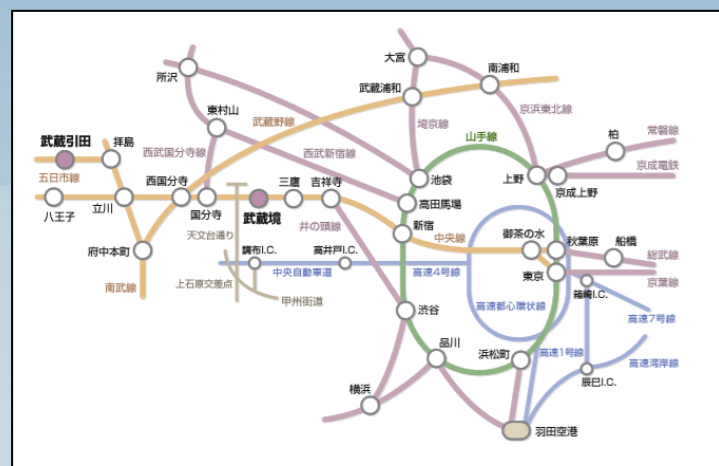 大宮
南浦和
所沢
武蔵浦和
京浜東北線
東村山
武蔵野線
埼京線
山手線
柏
常磐線
武蔵引田
拝島
西武国分寺線
西武新宿線
京成電鉄
五日市線
西国分寺
三鷹
吉祥寺
池袋
上野
京成上野
高田馬場
八王子
立川
国分寺
武蔵境
新宿
御茶の水
天文台通り
井の頭線
中央線
秋葉原
船橋
府中本町
調布I.C.
高井戸I.C.
総武線
上石原交差点
中央自動車道
高速4号線
東京
京葉線
南武線
甲州街道
高速都心環状線
箱崎I.C.
渋谷
高速7号線
品川
浜松町
高速1号線
高速湾岸線
辰巳I.C.
横浜
羽田空港